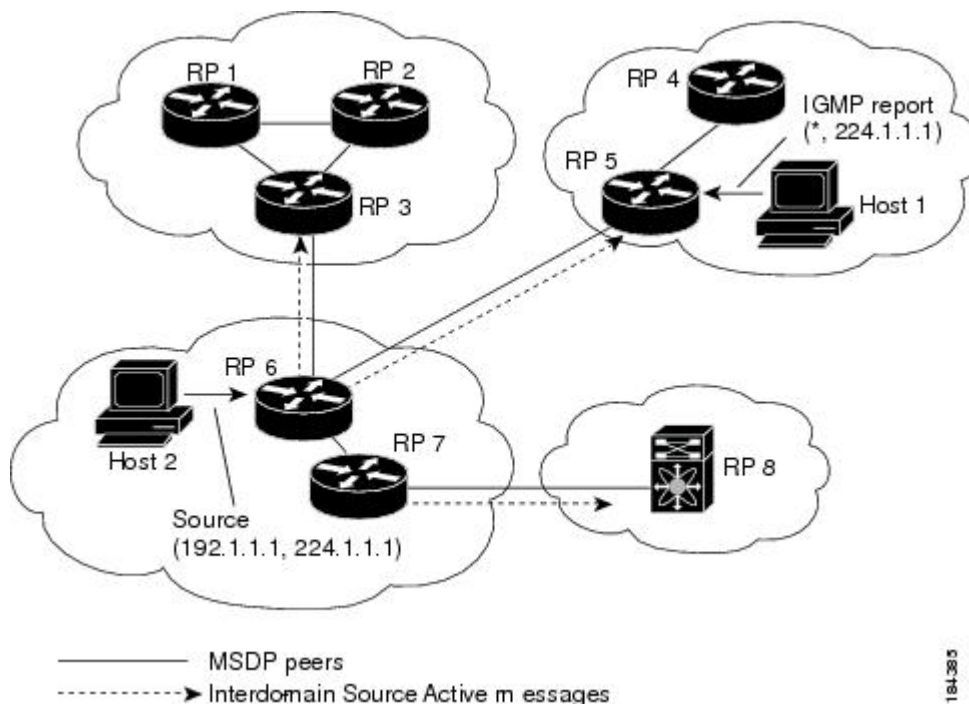 RP 1
RP 2
RP 3
RP 4
IGMP report
(*, 224.1.1.1)
RP 5
Host 1
RP 6
Host 2
RP 7
RP 8
Source
(192.1.1.1, 224.1.1.1)
MSDP peers
Interdomain Source Active messages
184385